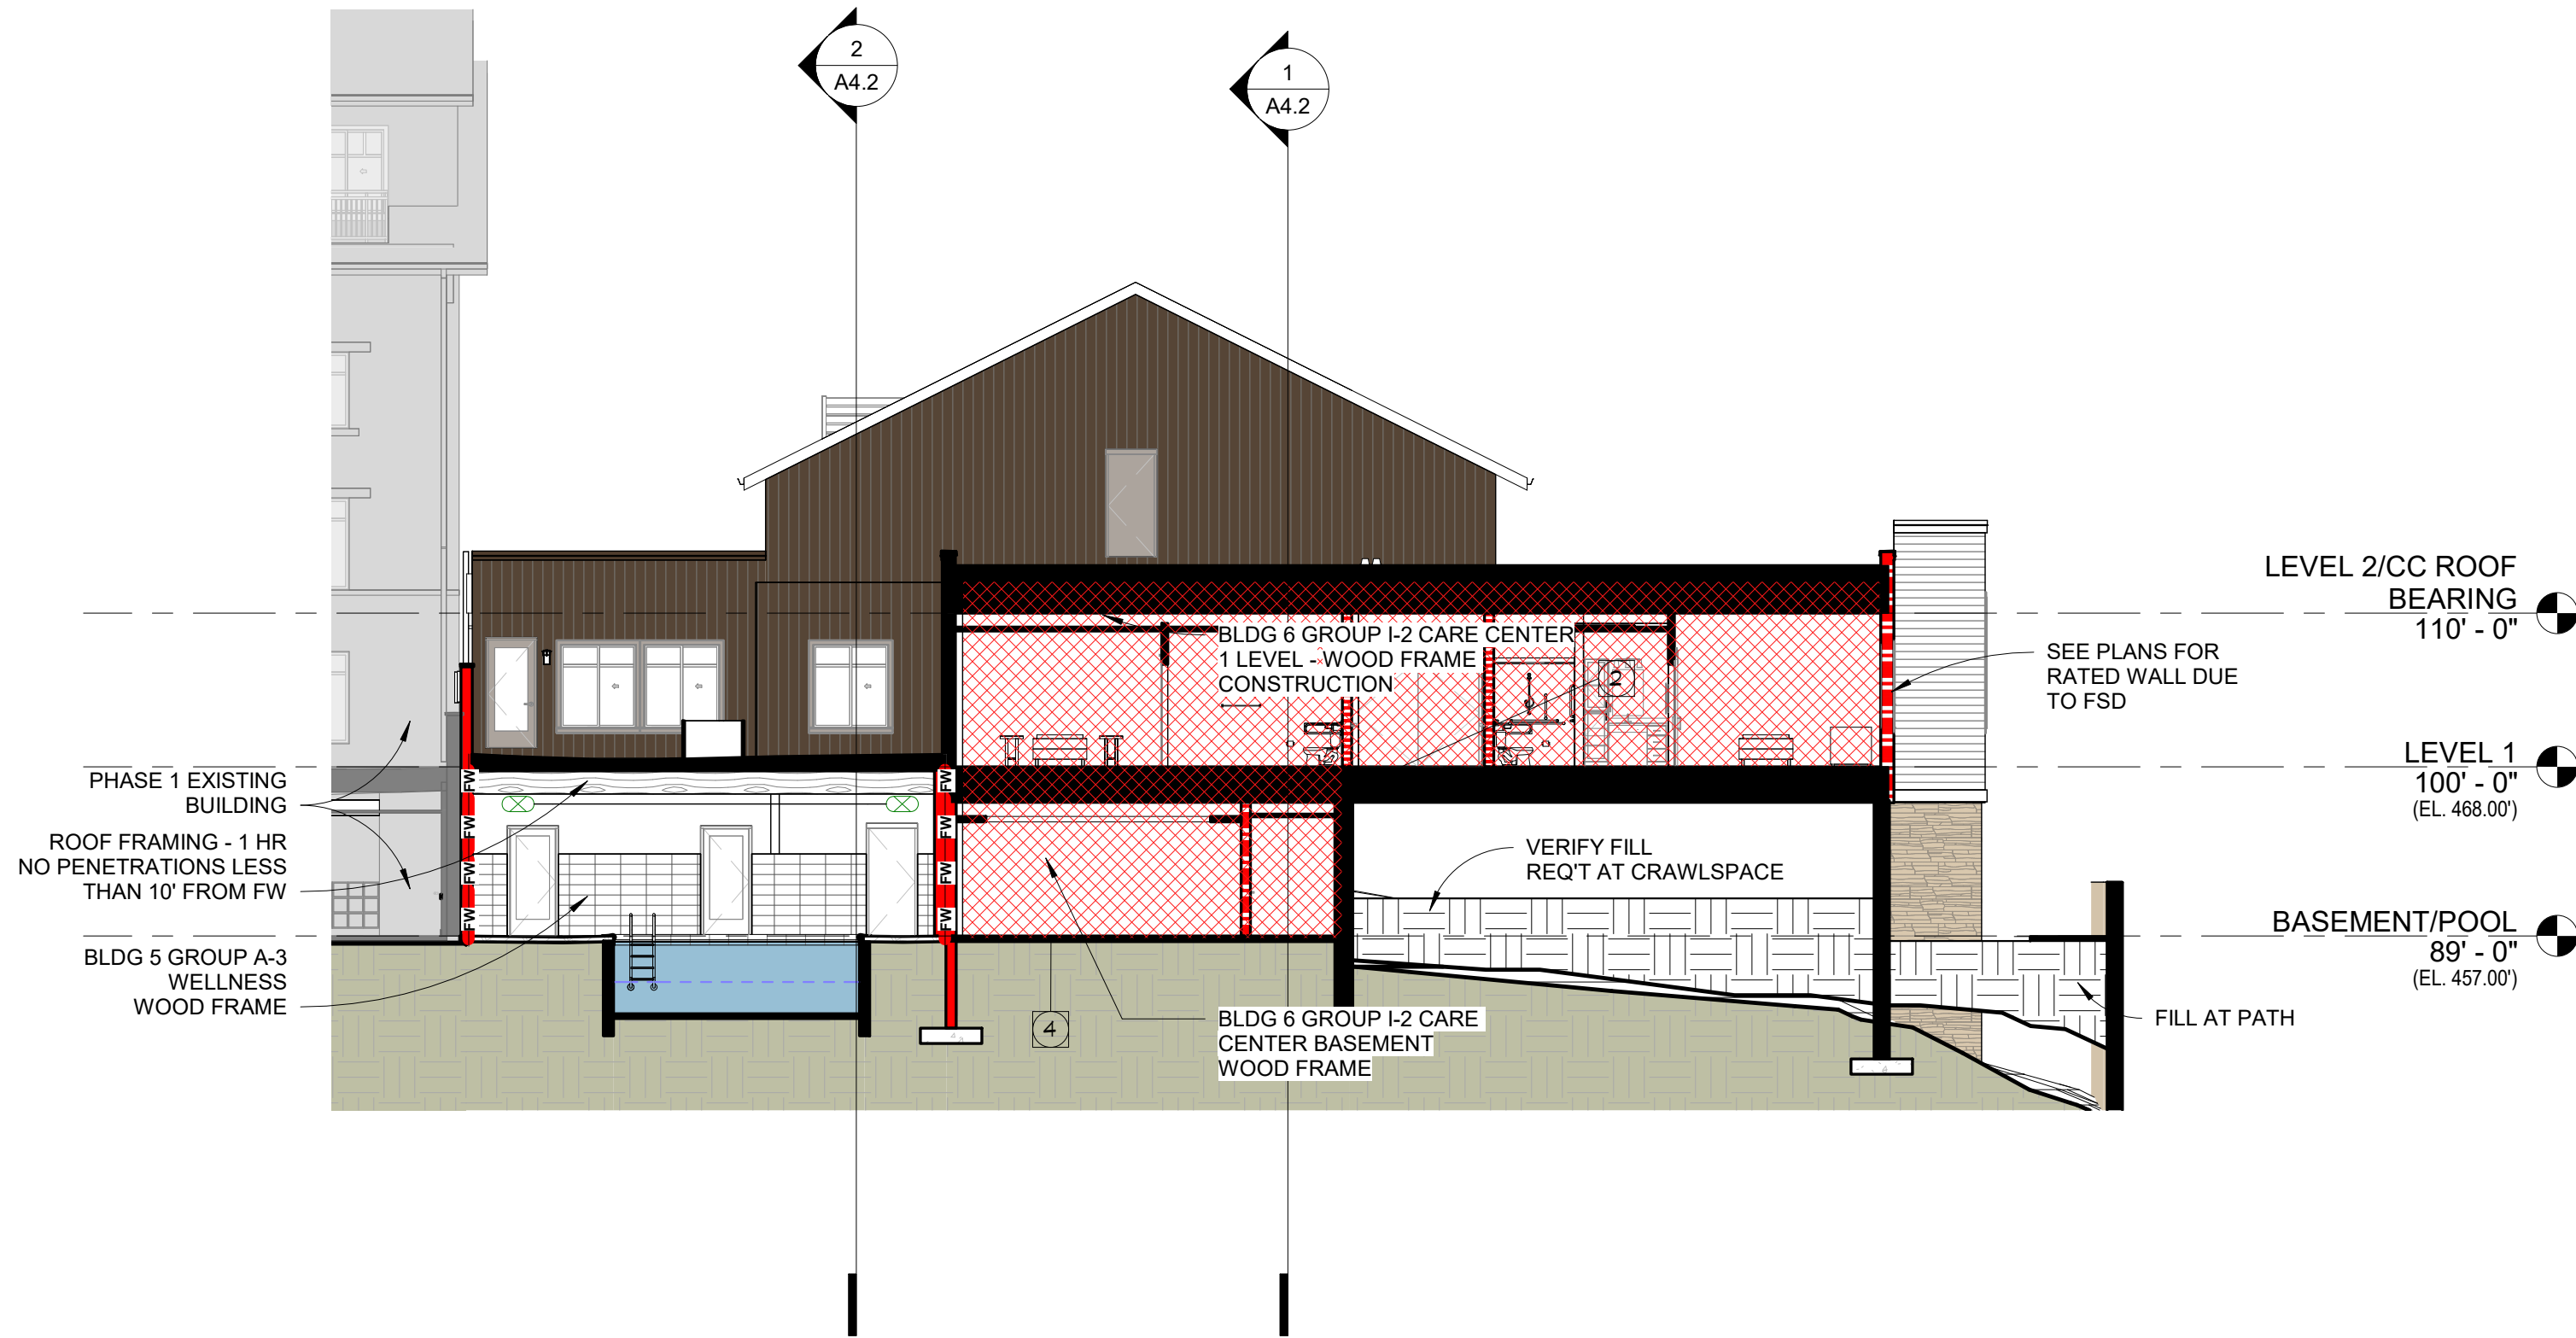 2
A4.2
1
A4.2
LEVEL 2/CC ROOF
BEARING
110' - 0"
BLDG 6 GROUP I-2 CARE CENTER
1 LEVEL - WOOD FRAME
CONSTRUCTION
2
SEE PLANS FOR
RATED WALL DUE
TO FSD
LEVEL 1
100' - 0"
(EL. 468.00')
PHASE 1 EXISTING
BUILDING
ROOF FRAMING - 1 HR
NO PENETRATIONS LESS
THAN 10' FROM FW
FW
FW
FW
FW
FW
FW
FW
FW
VERIFY FILL
REQ'T AT CRAWLSPACE
BASEMENT/POOL
89' - 0"
(EL. 457.00')
BLDG 5 GROUP A-3
WELLNESS
WOOD FRAME
4
BLDG 6 GROUP I-2 CARE
CENTER BASEMENT
WOOD FRAME
FILL AT PATH